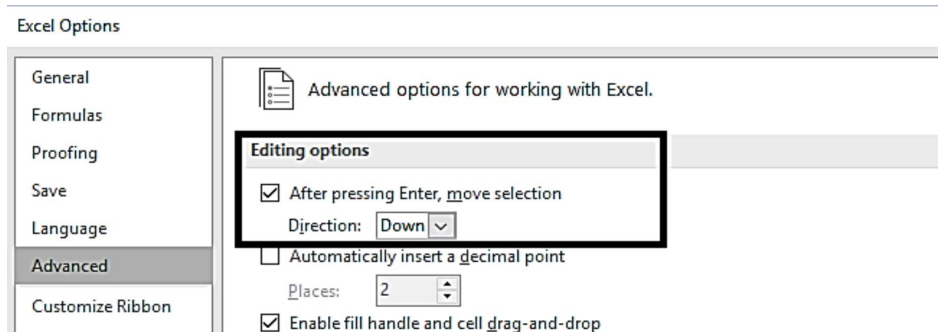 Excel Options
General
Formulas
Proofing
Save
Language
Advanced
Customize Ribbon
Advanced options for working with Excel.
Editing options
After pressing Enter, move selection
Direction: Down
Automatically insert a decimal point
Places: 2
Enable fill handle and cell drag-and-drop